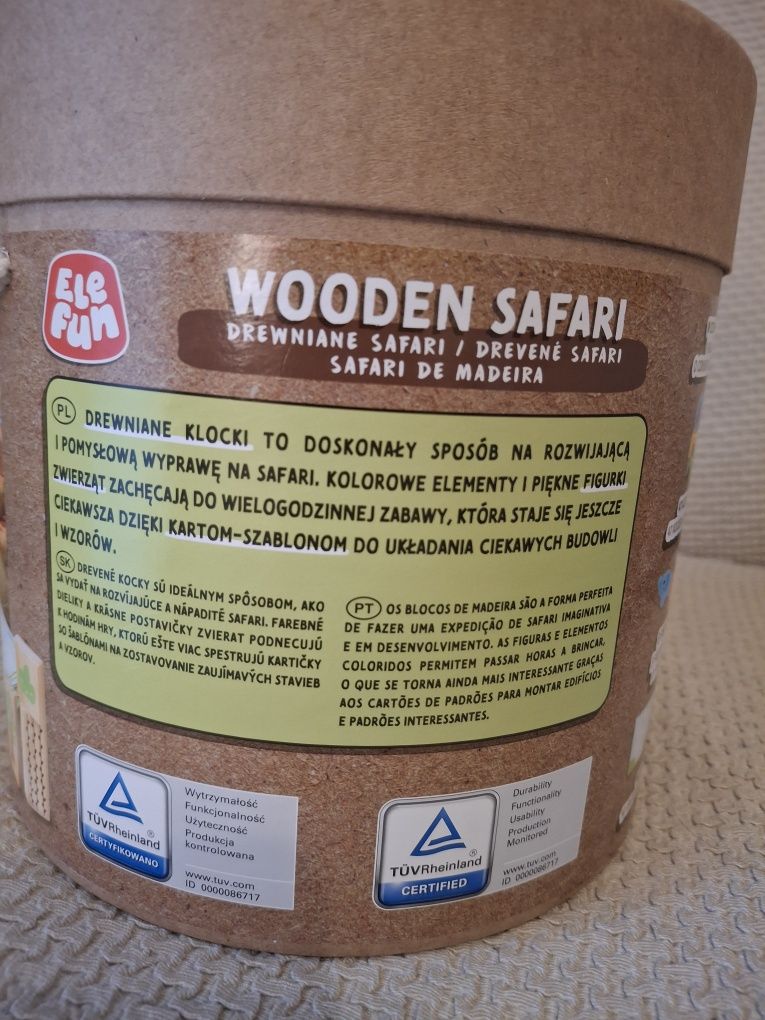 Ele
fun
WOODEN SAFARI
DREWNIANE SAFARI / DREVENÉ SAFARI
SAFARI DE MADEIRA
PL DREWNIANE KLOCKI TO DOSKONAŁY SPOSÓB NA ROZWIJAJĄCĄ
I POMYSŁOWĄ WYPRAWĘ NA SAFARI. KOLOROWE ELEMENTY I PIĘKNE FIGURKI
ZWIERZĄT ZACHĘCAJĄ DO WIELOGODZINNEJ ZABAWY, KTÓRA STAJE SIĘ JESZCZE
CIEKAWSZA DZIĘKI KARTOM-SZABLONOM DO UKŁADANIA CIEKAWYCH BUDOWLI
I WZORÓW.
SK DREVENÉ KOCKY SÚ IDEÁLNYM SPÔSOBOM, AKO
SA VYDAŤ NA ROZVÍJAJÚCE A NÁPADITÉ SAFARI. FAREBNÉ
DIELIKY A KRÁSNE POSTAVIČKY ZVIERAT PODNECUJÚ
K HODINÁM HRY, KTORÚ EŠTE VIAC SPESTRUJÚ KARTIČKY
SO ŠABLÓNAMI NA ZOSTAVOVANIE ZAUJÍMAVÝCH STAVIEB
A VZOROV.
PT OS BLOCOS DE MADEIRA SÃO A FORMA PERFEITA
DE FAZER UMA EXPEDIÇÃO DE SAFARI IMAGINATIVA
E EM DESENVOLVIMENTO. AS FIGURAS E ELEMENTOS
COLORIDOS PERMITEM PASSAR HORAS A BRINCAR,
O QUE SE TORNA AINDA MAIS INTERESSANTE GRAÇAS
AOS CARTÕES DE PADRÕES PARA MONTAR EDIFÍCIOS
E PADRÕES INTERESSANTES.
TÜVRheinland®
CERTYFIKOWANO
Wytrzymałość
Funkcjonalność
Użyteczność
Produkcja
kontrolowana
www.tuv.com
ID 0000086717
TÜVRheinland®
CERTIFIED
Durability
Functionality
Usability
Production
Monitored
www.tuv.com
ID 0000086717